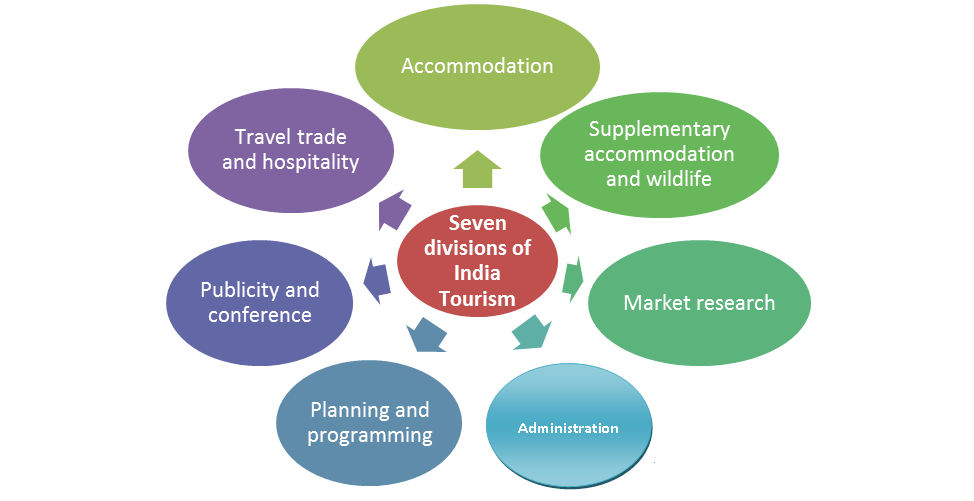 Accommodation
Supplementary
accommodation
and wildlife
Travel trade
and hospitality
Seven
divisions of
India
Tourism
Publicity and
conference
Market research
Planning and
programming
Administration